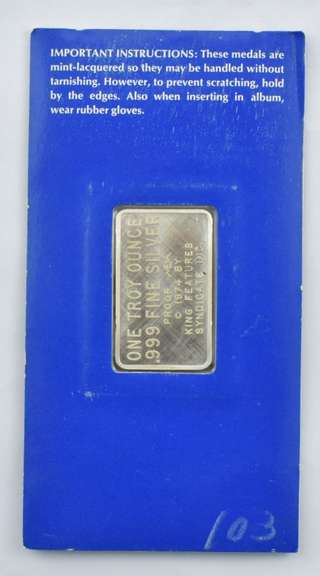 IMPORTANT INSTRUCTIONS: These medals are
mint-lacquered so they may be handled without
tarnishing. However, to prevent scratching, hold
by the edges. Also when inserting in album,
wear rubber gloves.
ONE TROY OUNCE
.999 FINE SILVER
PROOF
© 1974 BY
KING FEATURES
SYNDICATE INC.
103